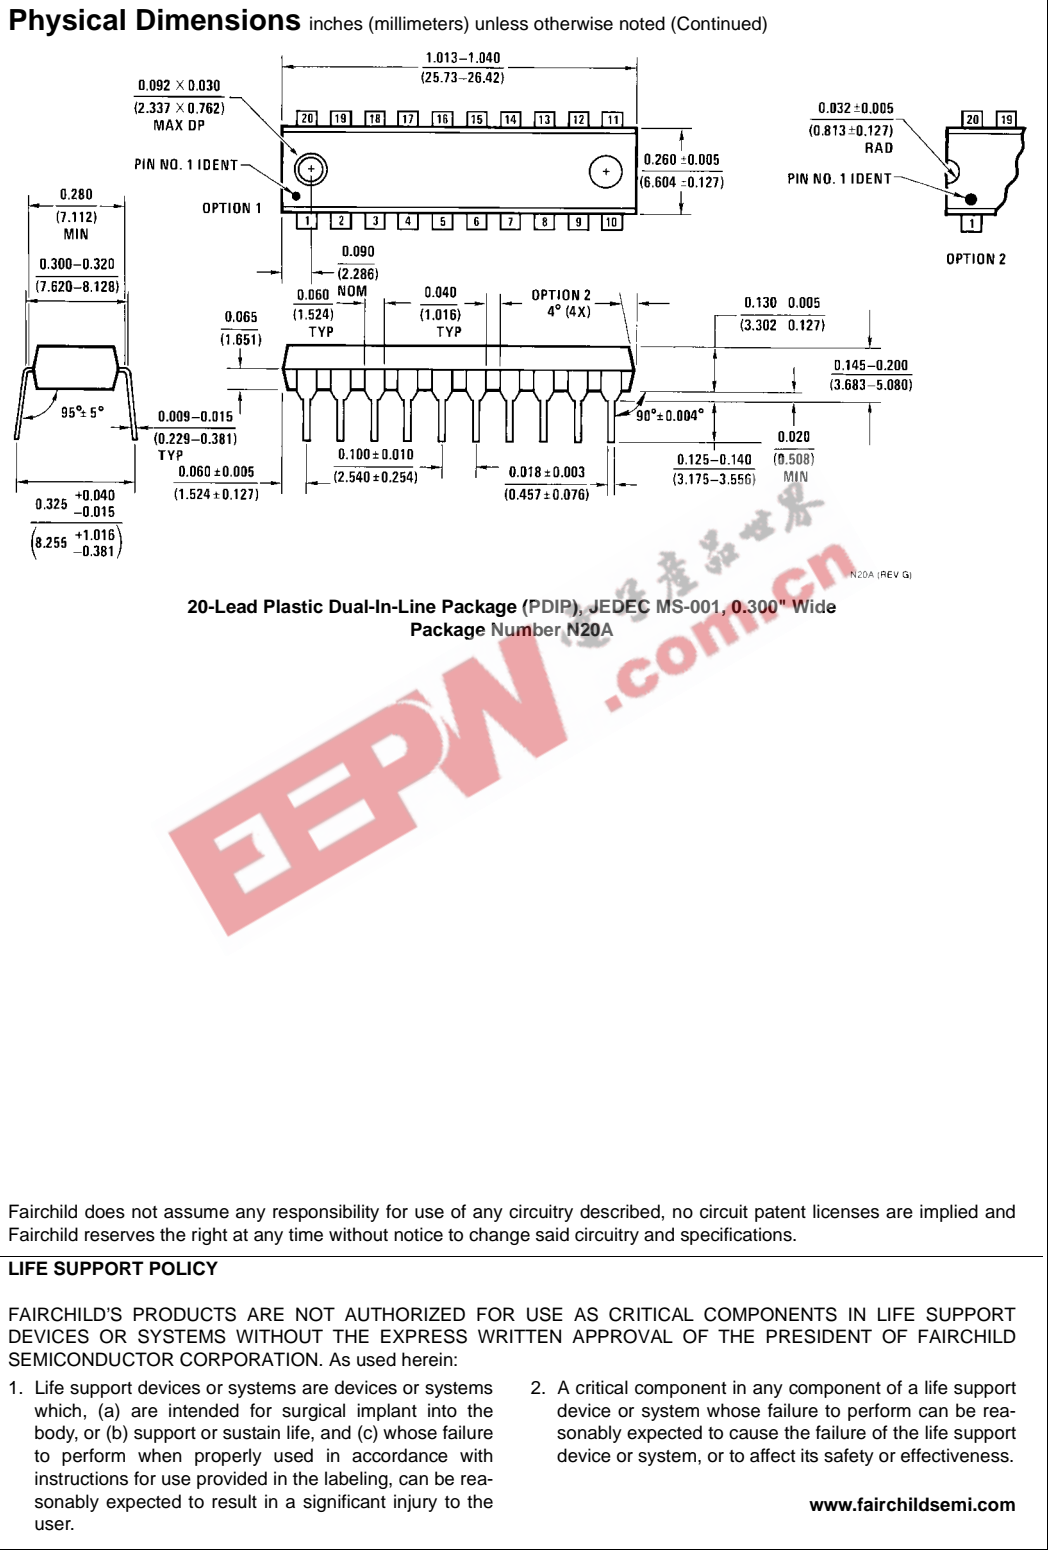 Physical Dimensions inches (millimeters) unless otherwise noted (Continued)
1.013–1.040
(25.73–26.42)
0.092 × 0.030
(2.337 × 0.762)
MAX DP
20 19 18 17 16 15 14 13 12 11
0.032 ±0.005
(0.813 ±0.127)
RAD
20 19
PIN NO. 1 IDENT
0.260 ±0.005
(6.604 ±0.127)
PIN NO. 1 IDENT
0.280
(7.112)
MIN
OPTION 1
1 2 3 4 5 6 7 8 9 10
1
OPTION 2
0.300–0.320
(7.620–8.128)
0.090
(2.286)
NOM
0.060
(1.524)
TYP
0.040
(1.016)
TYP
OPTION 2
4° (4X)
0.130 0.005
(3.302 0.127)
0.065
(1.651)
0.145–0.200
(3.683–5.080)
95°± 5°
0.009–0.015
(0.229–0.381)
TYP
90°±0.004°
0.020
(0.508)
MIN
0.100 ±0.010
(2.540 ±0.254)
0.125–0.140
(3.175–3.556)
0.060 ±0.005
(1.524 ±0.127)
0.018 ±0.003
(0.457 ±0.076)
0.325 +0.040 –0.015
(8.255 +1.016 –0.381)
N20A (REV G)
20-Lead Plastic Dual-In-Line Package (PDIP), JEDEC MS-001, 0.300" Wide
Package Number N20A
EEPW.com.cn
电子產品世界
Fairchild does not assume any responsibility for use of any circuitry described, no circuit patent licenses are implied and
Fairchild reserves the right at any time without notice to change said circuitry and specifications.
LIFE SUPPORT POLICY
FAIRCHILD'S PRODUCTS ARE NOT AUTHORIZED FOR USE AS CRITICAL COMPONENTS IN LIFE SUPPORT
DEVICES OR SYSTEMS WITHOUT THE EXPRESS WRITTEN APPROVAL OF THE PRESIDENT OF FAIRCHILD
SEMICONDUCTOR CORPORATION. As used herein:
1. Life support devices or systems are devices or systems
which, (a) are intended for surgical implant into the
body, or (b) support or sustain life, and (c) whose failure
to perform when properly used in accordance with
instructions for use provided in the labeling, can be rea-
sonably expected to result in a significant injury to the
user.
2. A critical component in any component of a life support
device or system whose failure to perform can be rea-
sonably expected to cause the failure of the life support
device or system, or to affect its safety or effectiveness.
www.fairchildsemi.com